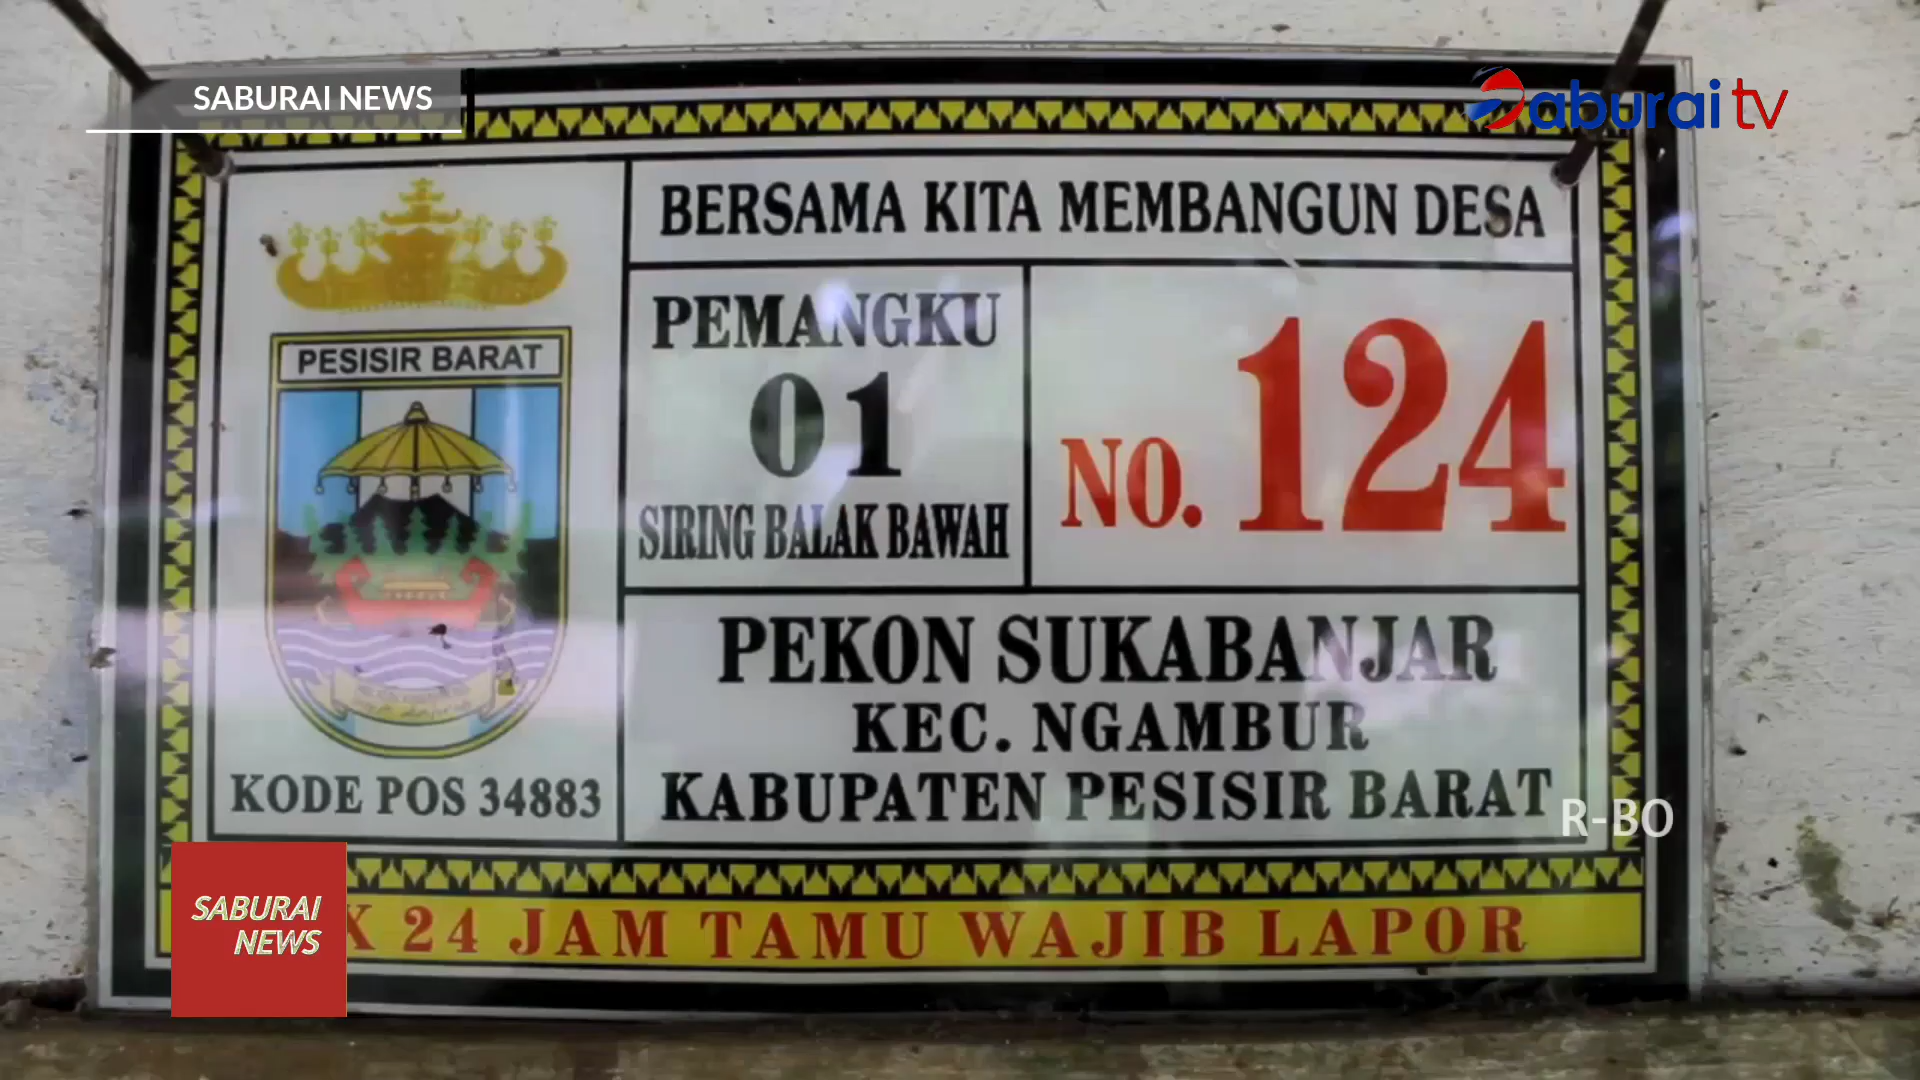 SABURAI NEWS
Saburai tv
BERSAMA KITA MEMBANGUN DESA
PESISIR BARAT
PEMANGKU
01
SIRING BALAK BAWAH
NO. 124
KODE POS 34883
PEKON SUKABANJAR
KEC. NGAMBUR
KABUPATEN PESISIR BARAT
R-BO
SABURAI
NEWS
24 JAM TAMU WAJIB LAPOR